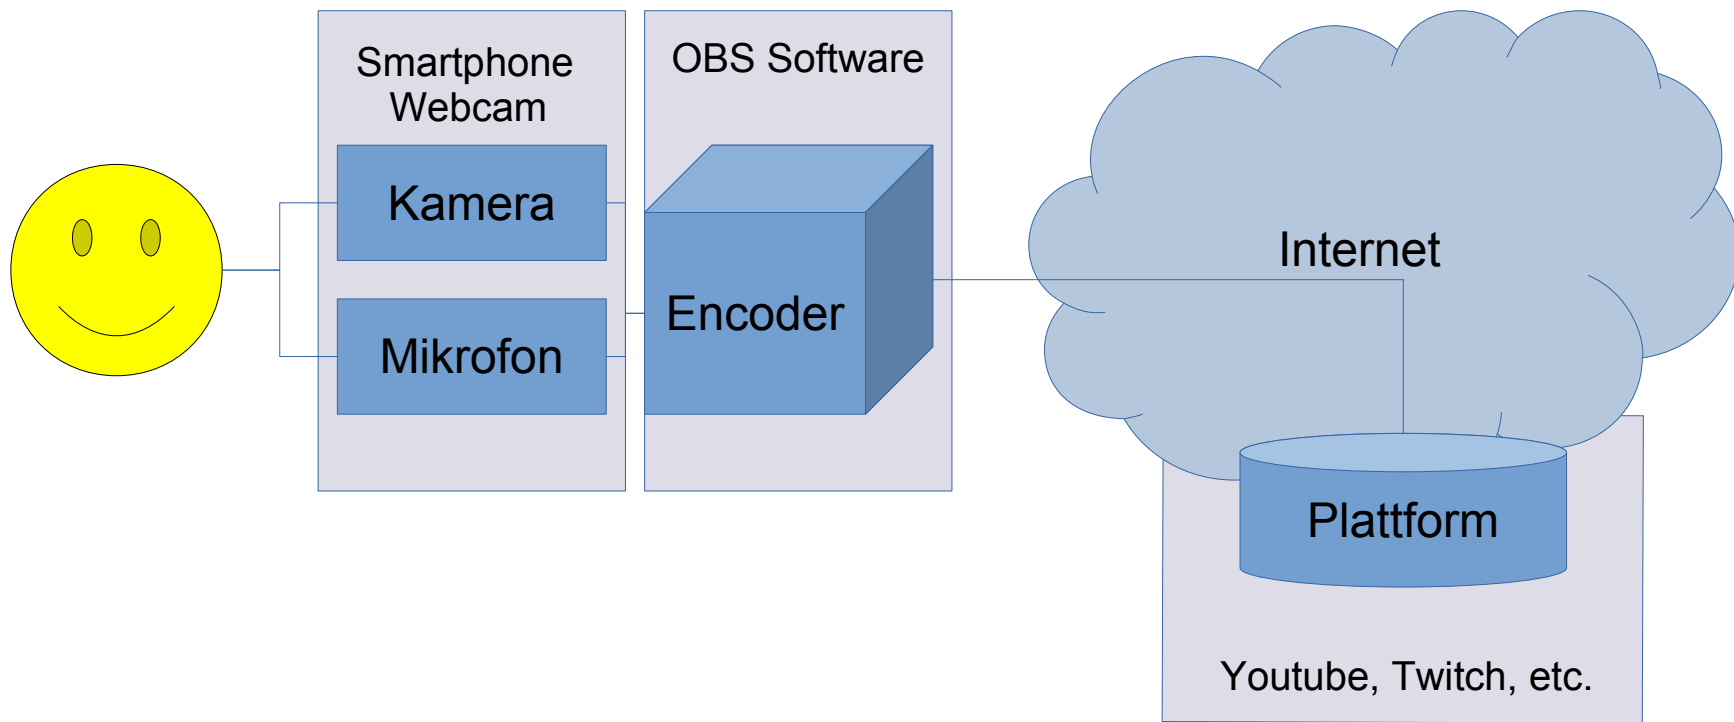 Smartphone
Webcam
Kamera
Mikrofon
OBS Software
Encoder
Internet
Plattform
Youtube, Twitch, etc.